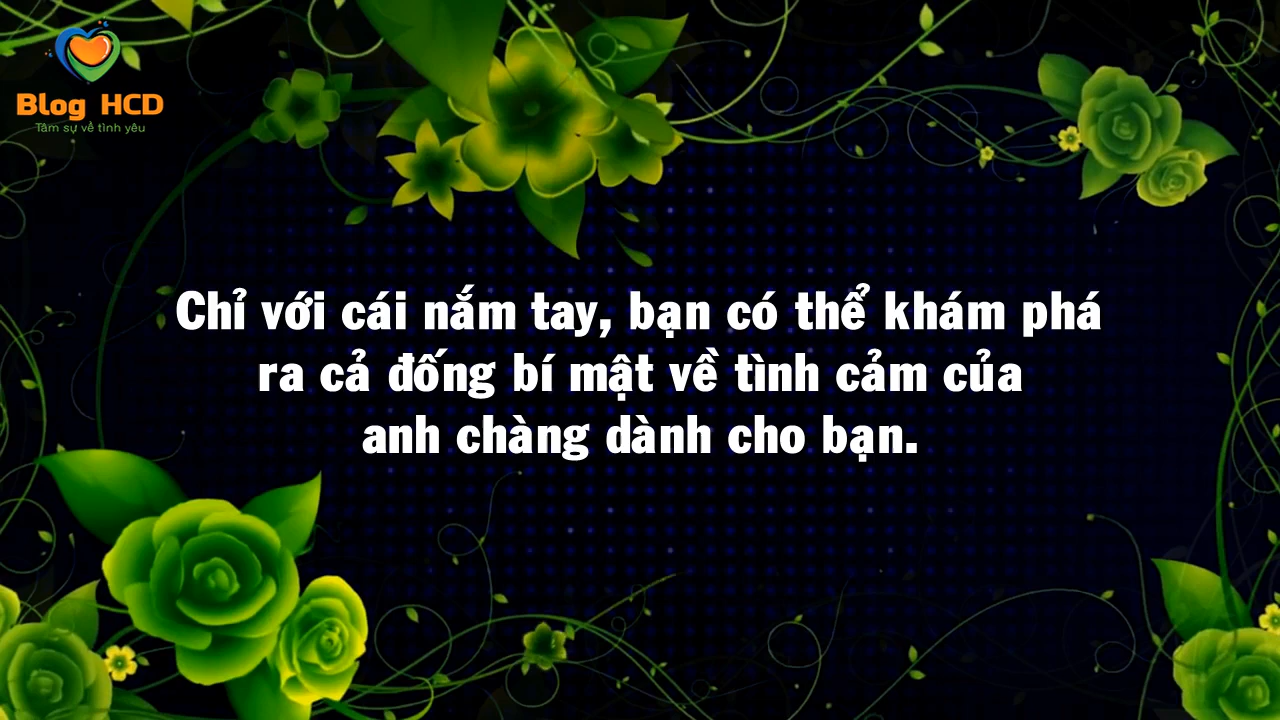 Blog HCD
Tâm sự về tình yêu
Chỉ với cái nắm tay, bạn có thể khám phá
ra cả đống bí mật về tình cảm của
anh chàng dành cho bạn.